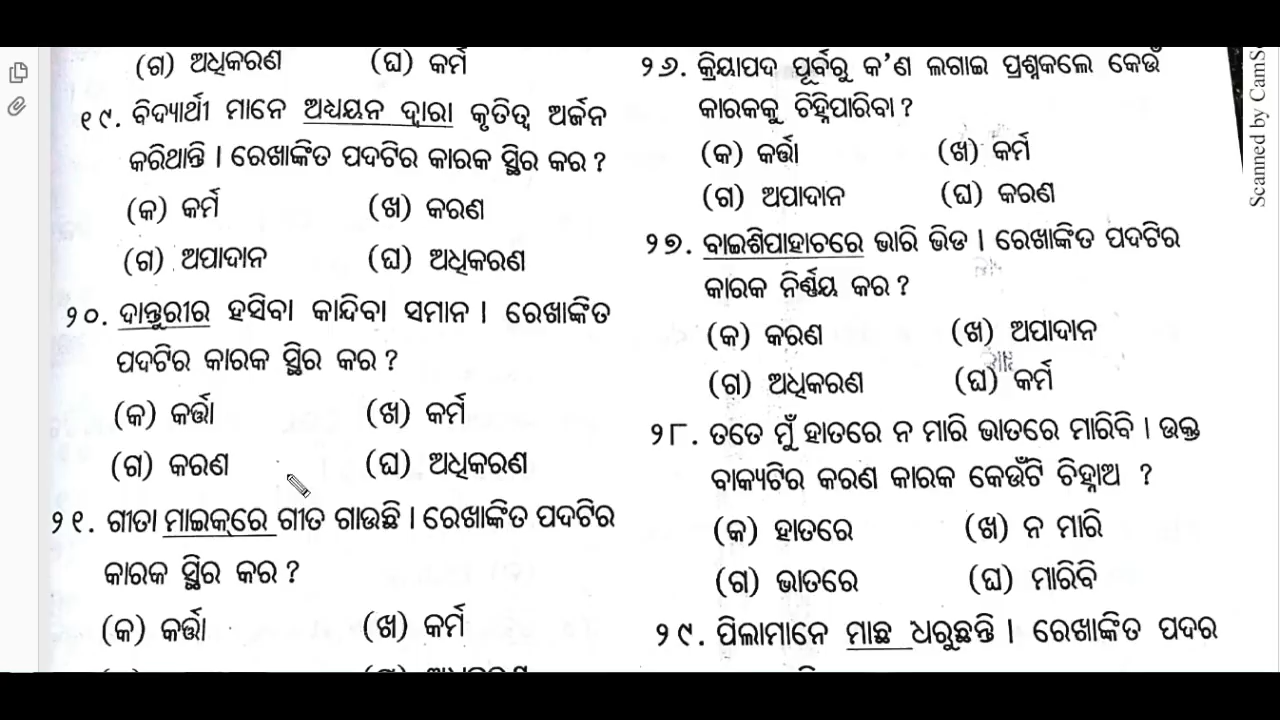 (ଗ) ଅଧିକରଣ (ଘ) କର୍ମ
୧୯. ବିଦ୍ୟାର୍ଥୀ ମାନେ ଅଧ୍ୟୟନ ଦ୍ୱାରା କୃତିତ୍ୱ ଅର୍ଜନ
କରିଥାନ୍ତି । ରେଖାଙ୍କିତ ପଦଟିର କାରକ ସ୍ଥିର କର ?
(କ) କର୍ମ (ଖ) କରଣ
(ଗ) ଅପାଦାନ (ଘ) ଅଧିକରଣ
୨୦. ଦାନ୍ତୁରୀର ହସିବା କାନ୍ଦିବା ସମାନ । ରେଖାଙ୍କିତ
ପଦଟିର କାରକ ସ୍ଥିର କର ?
(କ) କର୍ତ୍ତା (ଖ) କର୍ମ
(ଗ) କରଣ (ଘ) ଅଧିକରଣ
୨୧. ଗୀତା ମାଇକ୍‌ରେ ଗୀତ ଗାଉଛି । ରେଖାଙ୍କିତ ପଦଟିର
କାରକ ସ୍ଥିର କର ?
(କ) କର୍ତ୍ତା (ଖ) କର୍ମ
୨୬. କ୍ରିୟାପଦ ପୂର୍ବରୁ କ'ଣ ଲଗାଇ ପ୍ରଶ୍ନକଲେ କେଉଁ
କାରକକୁ ଚିହ୍ନିପାରିବା ?
(କ) କର୍ତ୍ତା (ଖ) କର୍ମ
(ଗ) ଅପାଦାନ (ଘ) କରଣ
୨୭. ବାଇଶିପାହାଚରେ ଭାରି ଭିଡ । ରେଖାଙ୍କିତ ପଦଟିର
କାରକ ନିର୍ଣ୍ଣୟ କର ?
(କ) କରଣ (ଖ) ଅପାଦାନ
(ଗ) ଅଧିକରଣ (ଘ) କର୍ମ
୨୮. ତତେ ମୁଁ ହାତରେ ନ ମାରି ଭାତରେ ମାରିବି । ଉକ୍ତ
ବାକ୍ୟଟିର କରଣ କାରକ କେଉଁଟି ଚିହ୍ନାଅ ?
(କ) ହାତରେ (ଖ) ନ ମାରି
(ଗ) ଭାତରେ (ଘ) ମାରିବି
୨୯. ପିଲାମାନେ ମାଛ ଧରୁଛନ୍ତି । ରେଖାଙ୍କିତ ପଦର
Scanned by CamS